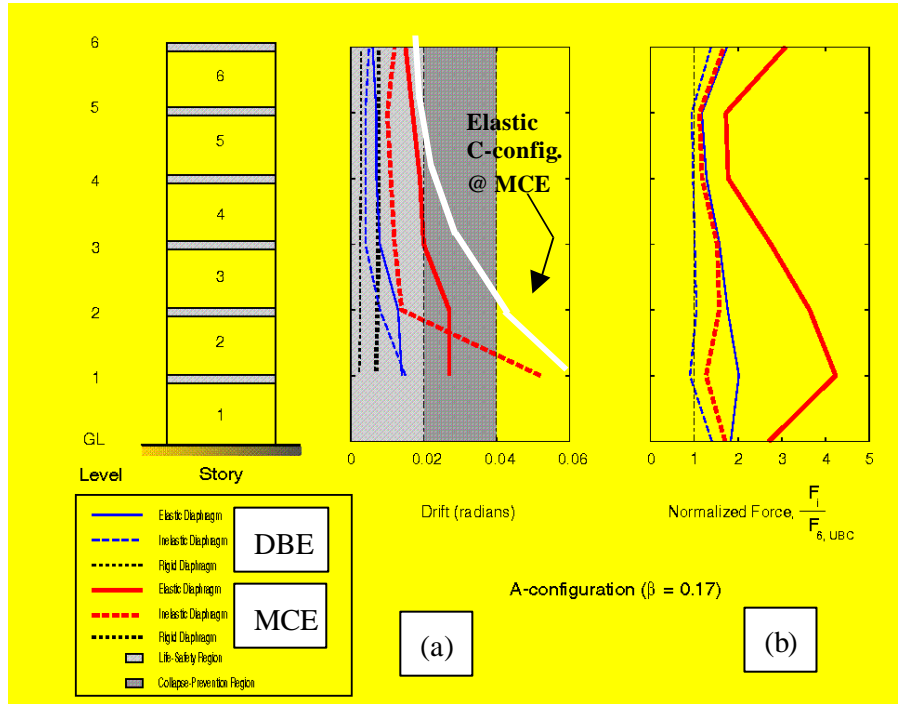 6
6
5
5
4
4
3
3
2
2
1
1
GL
Level
Story
Elastic Diaphragm
Inelastic Diaphragm
Rigid Diaphragm
DBE
Elastic Diaphragm
Inelastic Diaphragm
Rigid Diaphragm
MCE
Life-Safety Region
Collapse-Prevention Region
Elastic
C-config.
@ MCE
0 0.02 0.04 0.06
Drift (radians)
0 1 2 3 4 5
Normalized Force, F i / F 6, UBC
A-configuration (β = 0.17)
(a)
(b)